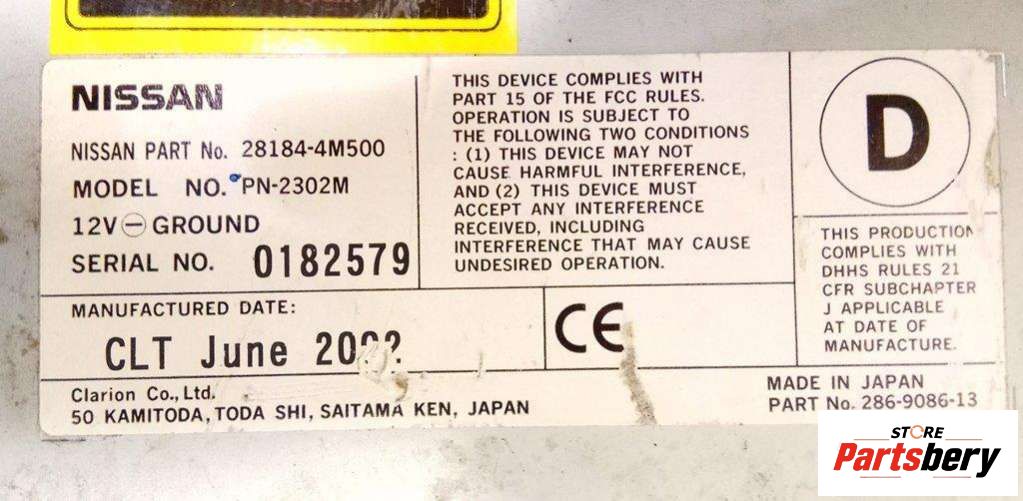 NISSAN
NISSAN PART No. 28184-4M500
MODEL NO. PN-2302M
12V ⊖ GROUND
SERIAL NO. 0182579
THIS DEVICE COMPLIES WITH
PART 15 OF THE FCC RULES.
OPERATION IS SUBJECT TO
THE FOLLOWING TWO CONDITIONS
: (1) THIS DEVICE MAY NOT
CAUSE HARMFUL INTERFERENCE,
AND (2) THIS DEVICE MUST
ACCEPT ANY INTERFERENCE
RECEIVED, INCLUDING
INTERFERENCE THAT MAY CAUSE
UNDESIRED OPERATION.
D
THIS PRODUCTION
COMPLIES WITH
DHHS RULES 21
CFR SUBCHAPTER
J APPLICABLE
AT DATE OF
MANUFACTURE.
MANUFACTURED DATE:
CLT June
CE
Clarion Co., Ltd.
50 KAMITODA, TODA SHI, SAITAMA KEN, JAPAN
MADE IN JAPAN
PART No. 286-9086-13
STORE
Partsbery